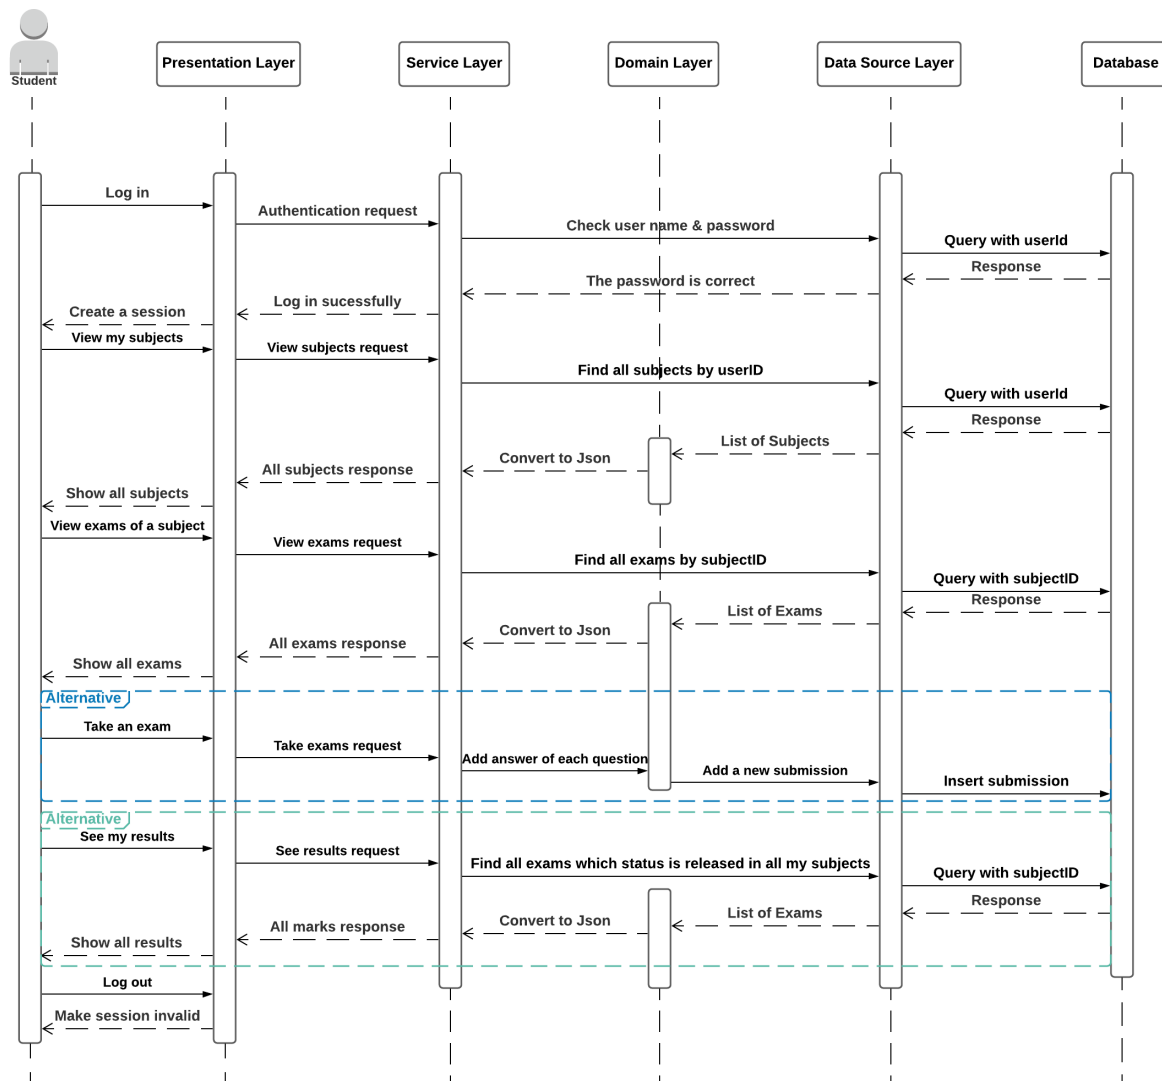 Student
Presentation Layer
Service Layer
Domain Layer
Data Source Layer
Database
Log in
Authentication request
Check user name & password
Query with userId
Response
The password is correct
Log in sucessfully
Create a session
View my subjects
View subjects request
Find all subjects by userID
Query with userId
Response
List of Subjects
Convert to Json
All subjects response
Show all subjects
View exams of a subject
View exams request
Find all exams by subjectID
Query with subjectID
Response
List of Exams
Convert to Json
All exams response
Show all exams
Alternative
Take an exam
Take exams request
Add answer of each question
Add a new submission
Insert submission
Alternative
See my results
See results request
Find all exams which status is released in all my subjects
Query with subjectID
Response
List of Exams
Convert to Json
All marks response
Show all results
Log out
Make session invalid